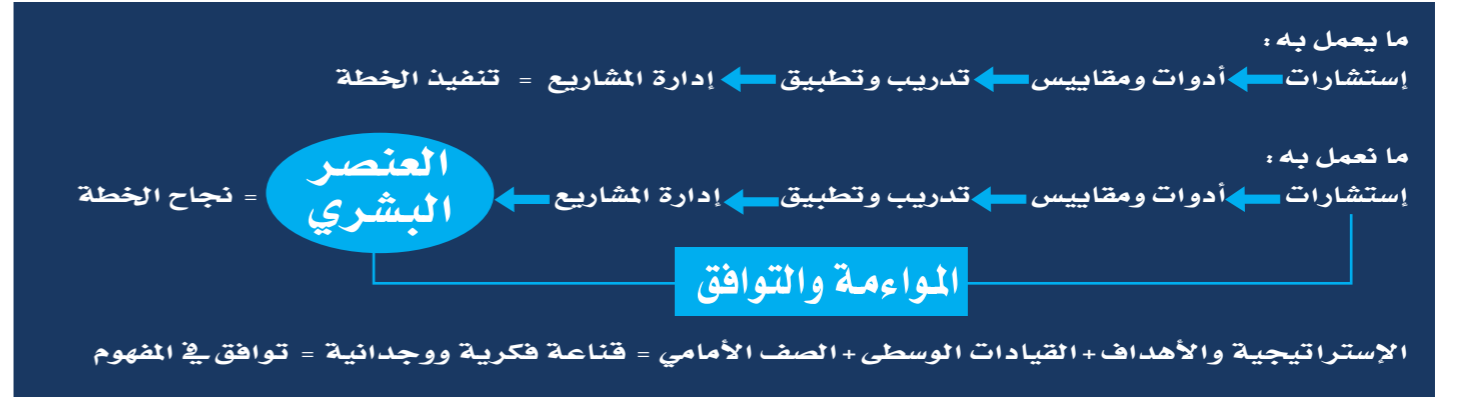 ما يعمل به :
إستشارات أدوات ومقاييس تدريب وتطبيق إدارة المشاريع = تنفيذ الخطة
ما نعمل به :
إستشارات أدوات ومقاييس تدريب وتطبيق إدارة المشاريع العنصر البشري = نجاح الخطة
المواءمة والتوافق
الإستراتيجية والأهداف + القيادات الوسطى + الصف الأمامي = قناعة فكرية ووجدانية = توافق في المفهوم